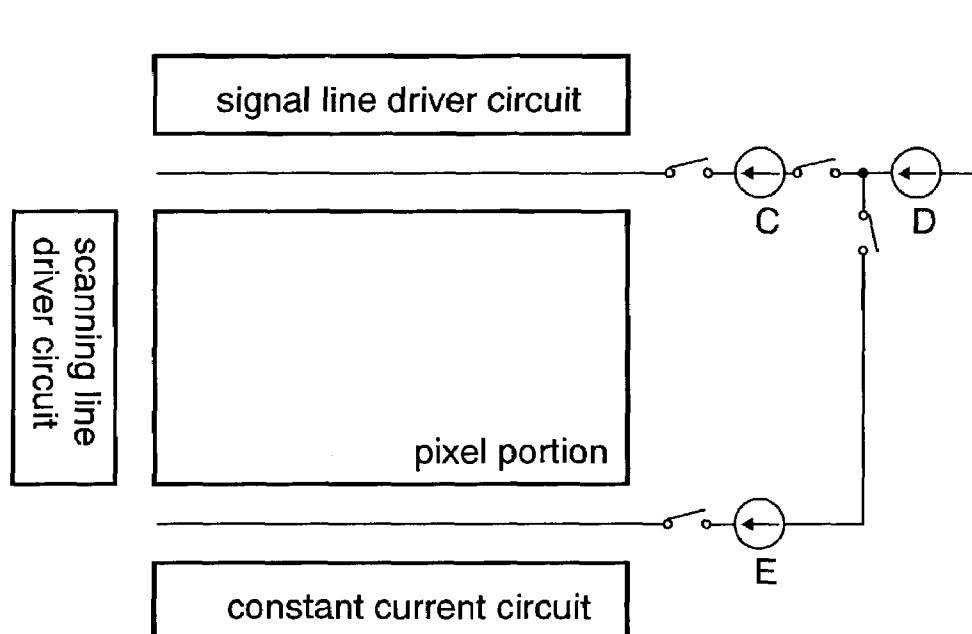 signal line driver circuit
C
D
scanning line
driver circuit
pixel portion
E
constant current circuit